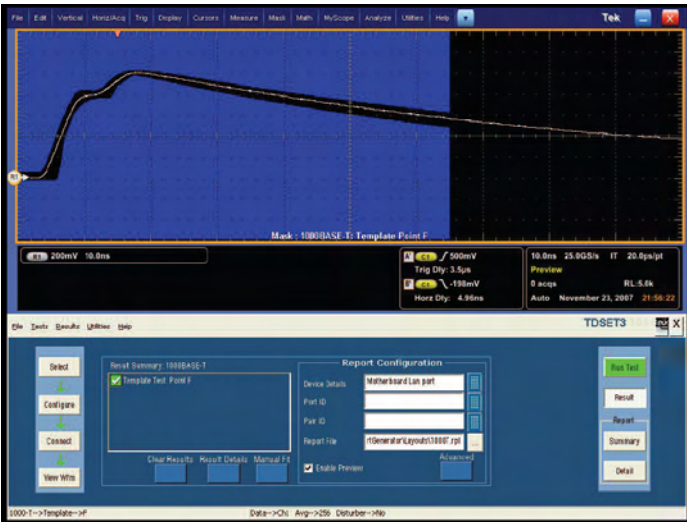 File Edit Vertical Horiz/Acq Trig Display Cursors Measure Mask Math MyScope Analyze Utilities Help Tek X
R1
Mask : 1000BASE-T: Template Point F
R1 200mV 10.0ns
A' C1 500mV
Trig Dly: 3.5µs
B' C1 -198mV
Horz Dly: 4.96ns
10.0ns 25.0GS/s IT 20.0ps/pt
Preview
0 acqs RL:5.0k
Auto November 23, 2007 21:56:22
File Tests Results Utilities Help TDSET3 X
Select
Configure
Connect
View Wfms
Result Summary: 1000BASE-T
Template Test Point F
Clear Results Result Details Manual Fit
Report Configuration
Device Details Motherboard Lan port
Port ID
Pair ID
Report File rtGenerator\Layouts\1000T.rpl ...
Enable Preview
Advanced
Run Test
Result
Report
Summary
Detail
1000-T-->Template-->F Data-->Ch1 Avg-->256 Disturber-->No